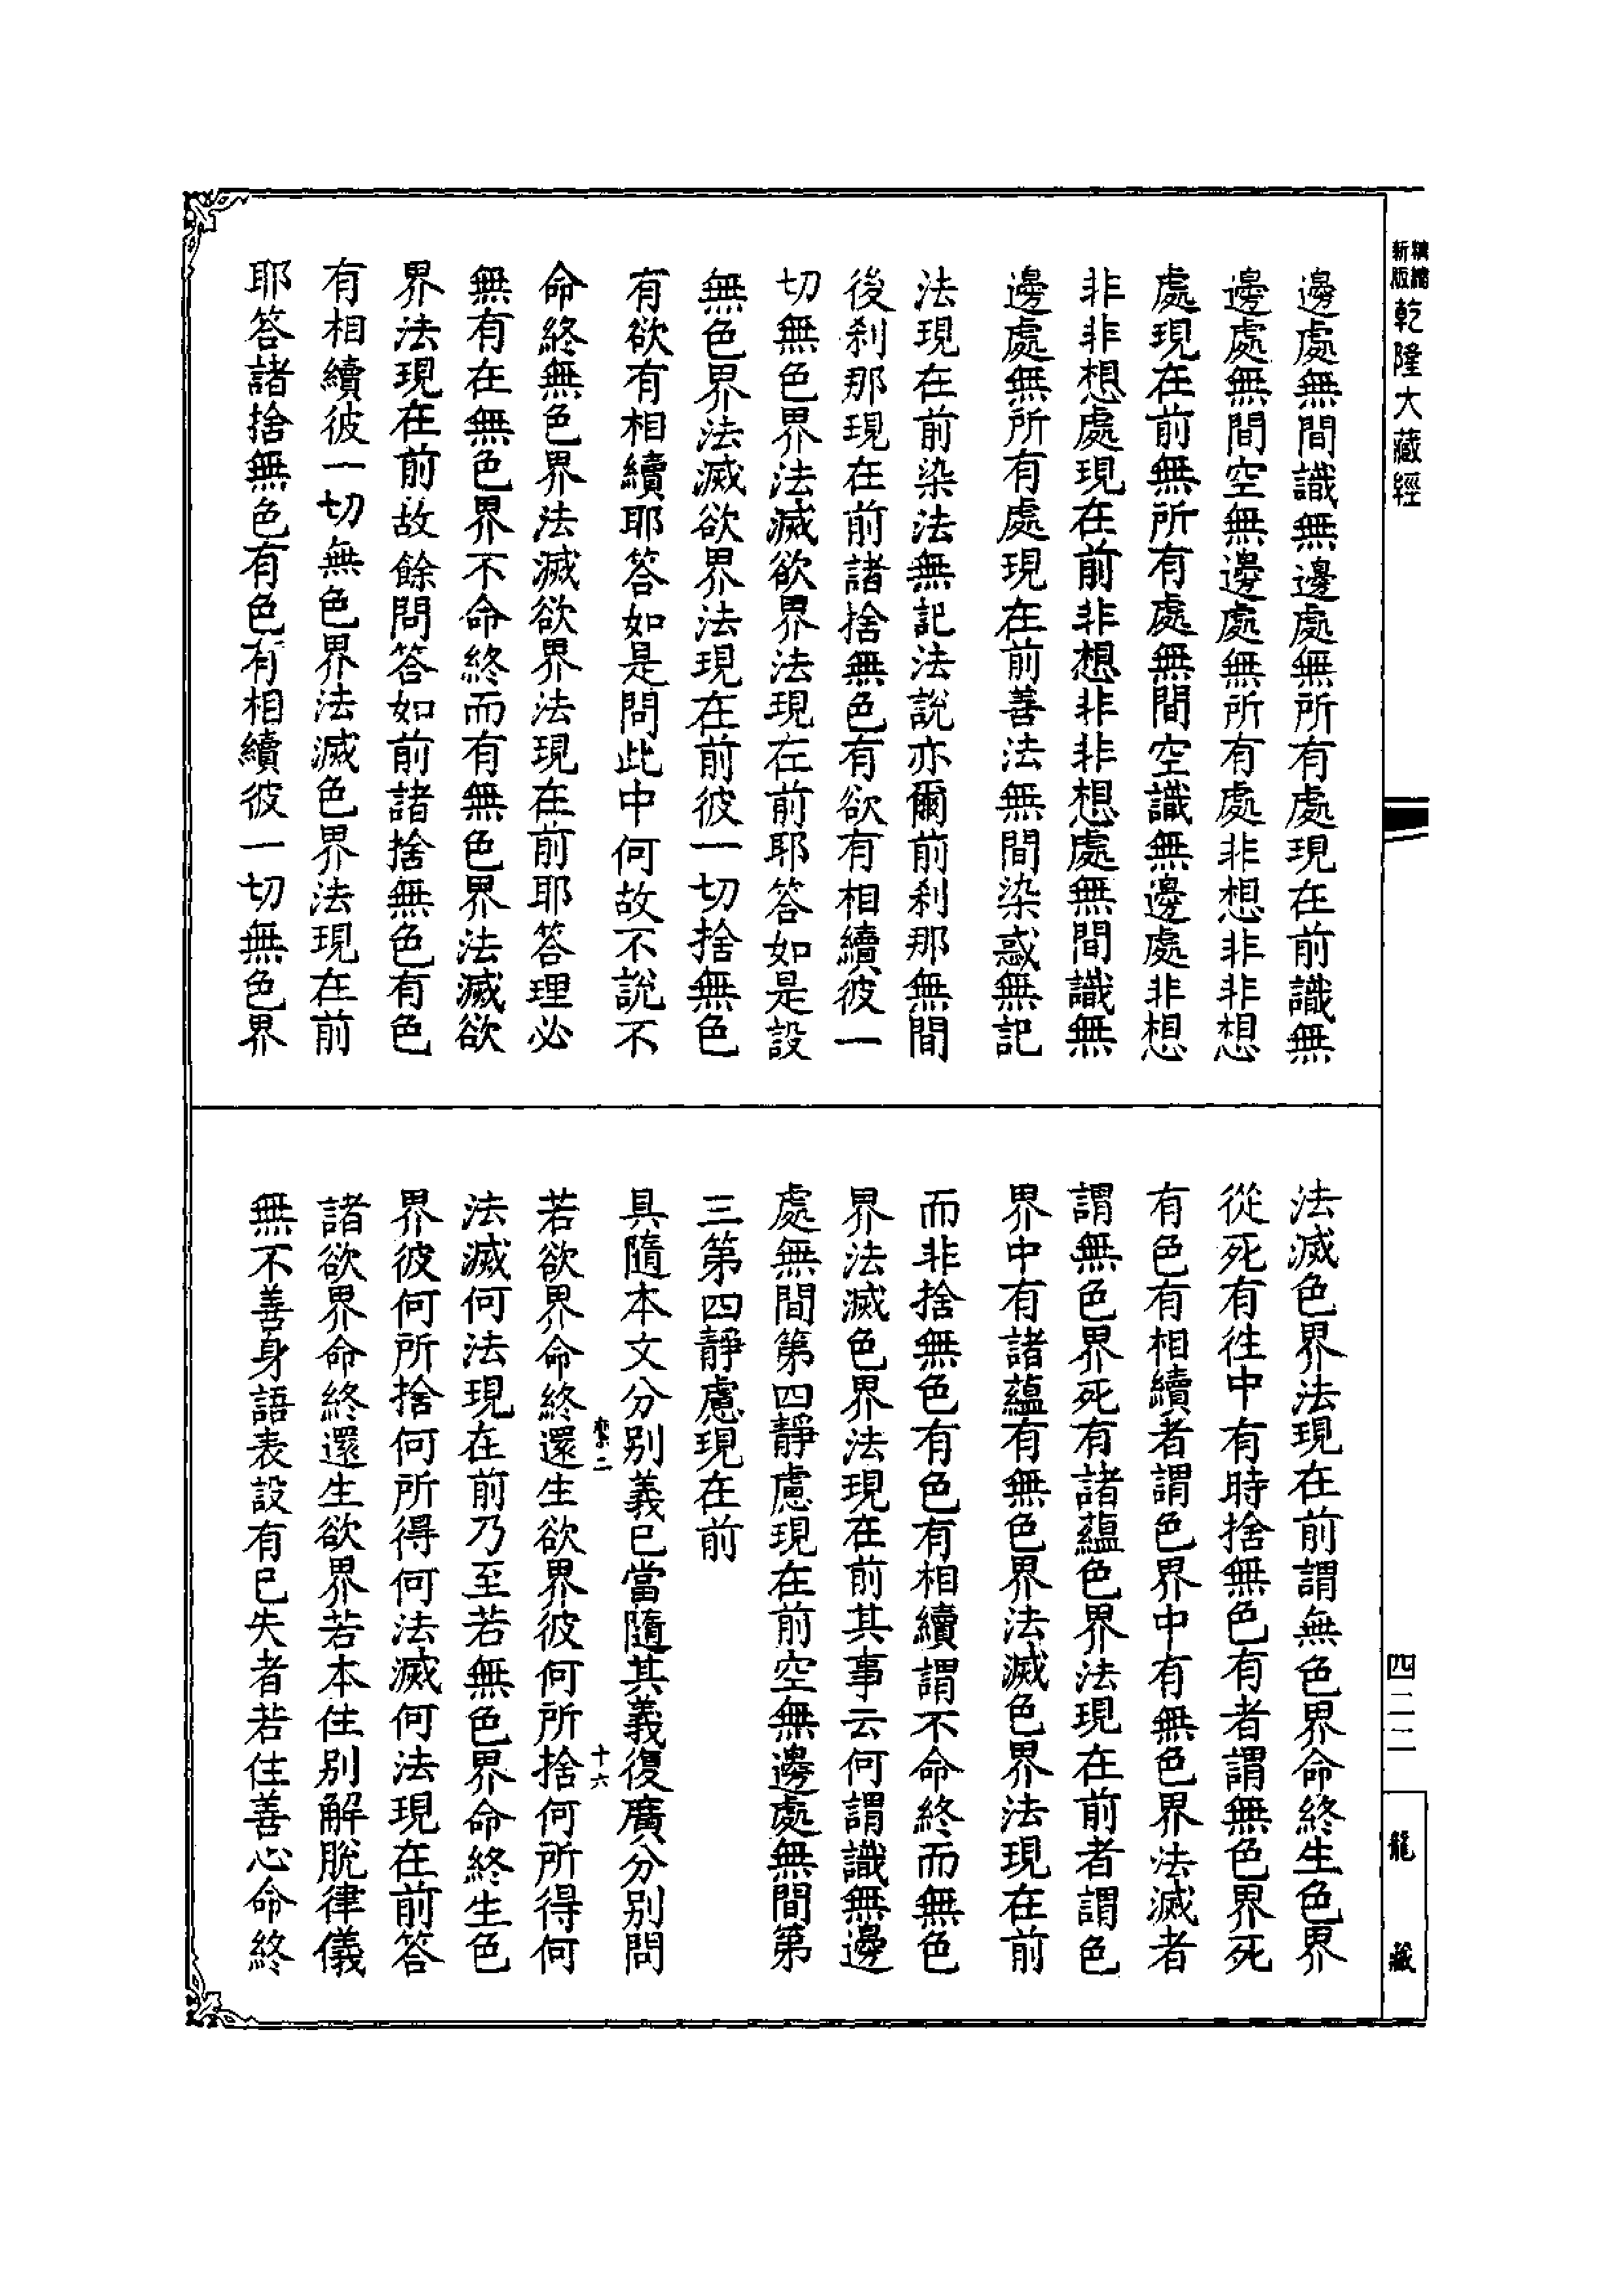 精縮新版 乾隆大藏經
邊處無間識無邊處無所有處現在前識無
邊處無間空無邊處無所有處非想非非想
處現在前無所有處無間空識無邊處非想
非非想處現在前非想非非想處無間識無
邊處無所有處現在前善法無間染惑無記
法現在前染法無記法說亦爾前剎那無間
後剎那現在前諸捨無色有欲有相續彼一
切無色界法滅欲界法現在前耶答如是設
無色界法滅欲界法現在前彼一切捨無色
有欲有相續耶答如是問此中何故不說不
命終無色界法滅欲界法現在前耶答理必
無有在無色界不命終而有無色界法滅欲
界法現在前故餘問答如前諸捨無色有色
有相續彼一切無色界法滅色界法現在前
耶答諸捨無色有色有相續彼一切無色界
法滅色界法現在前謂無色界命終生色界
從死有往中有時捨無色有者謂無色界死
有色有相續者謂色界中有無色界法滅者
謂無色界死有諸蘊色界法現在前者謂色
界中有諸蘊有無色界法滅色界法現在前
而非捨無色有色有相續謂不命終而無色
界法滅色界法現在前其事云何謂識無邊
處無間第四靜慮現在前空無邊處無間第
三第四靜慮現在前
具隨本文分別義已當隨其義復廣分別問
若欲界命終還生欲界彼何所捨何所得何
法滅何法現在前乃至若無色界命終生色
界彼何所捨何所得何法滅何法現在前答
諸欲界命終還生欲界若本住別解脫律儀
無不善身語表設有已失者若住善心命終
二 十六
四二二
龍藏